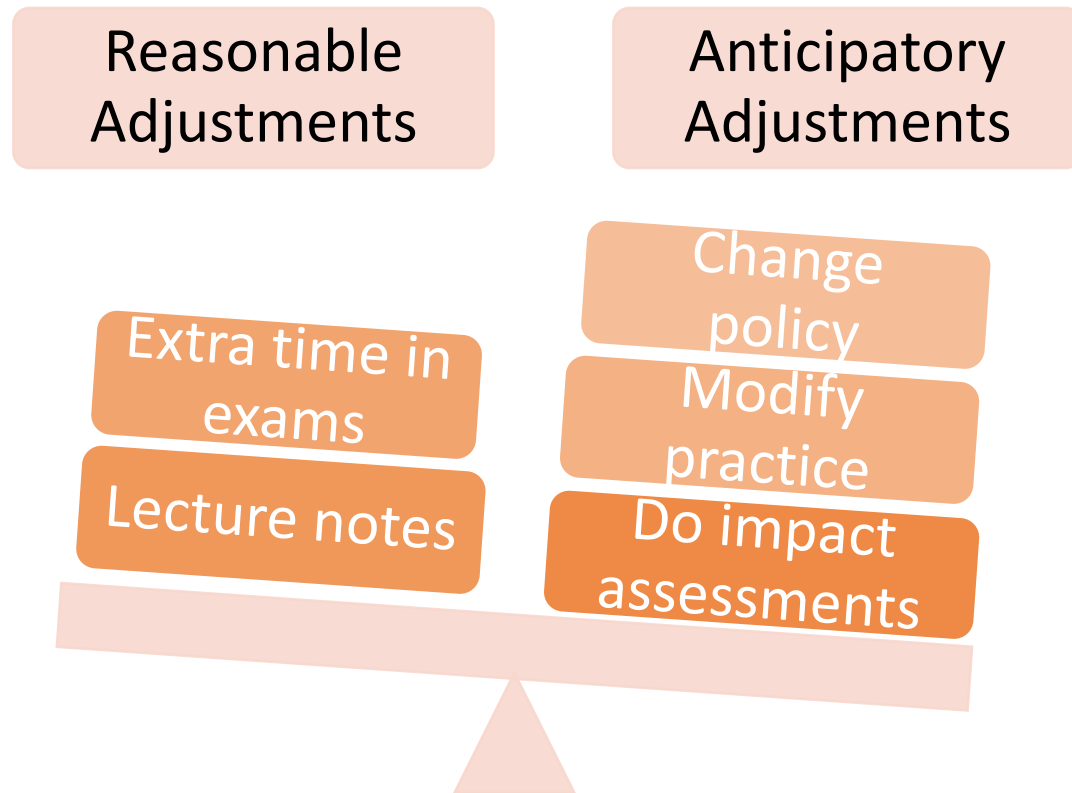 Reasonable
Adjustments
Anticipatory
Adjustments
Extra time in
exams
Lecture notes
Change
policy
Modify
practice
Do impact
assessments